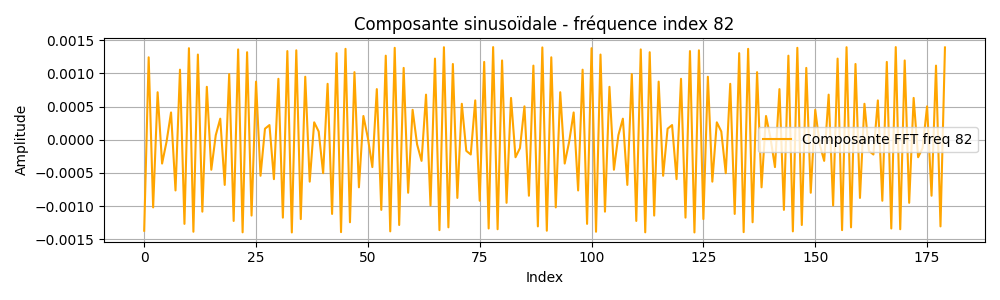 Composante sinusoïdale - fréquence index 82
Amplitude
0.0015
0.0010
0.0005
0.0000
−0.0005
−0.0010
−0.0015
Composante FFT freq 82
0 25 50 75 100 125 150 175
Index